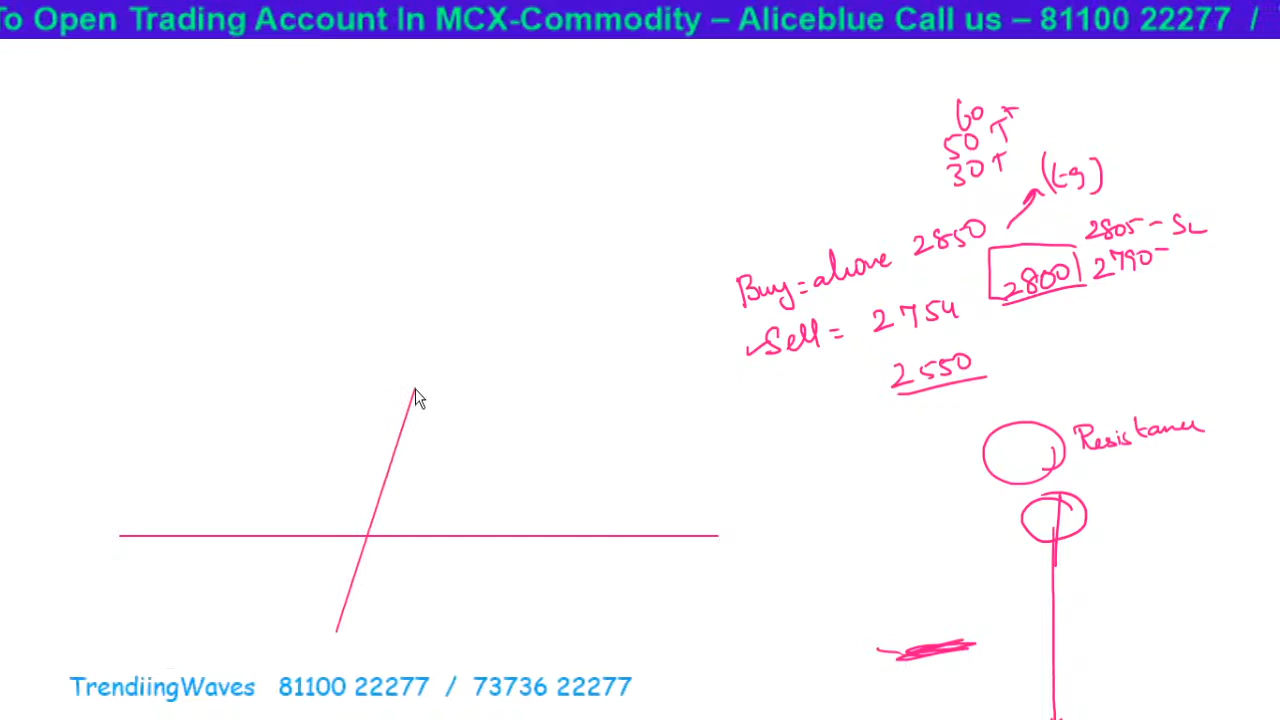 To Open Trading Account In MCX-Commodity – Aliceblue Call us – 81100 22277 /
60
50 T
30 T
Buy = above 2850
2805 - SL
2800 2790 -
Sell = 2754
2550
Resistance
TrendiingWaves 81100 22277 / 73736 22277